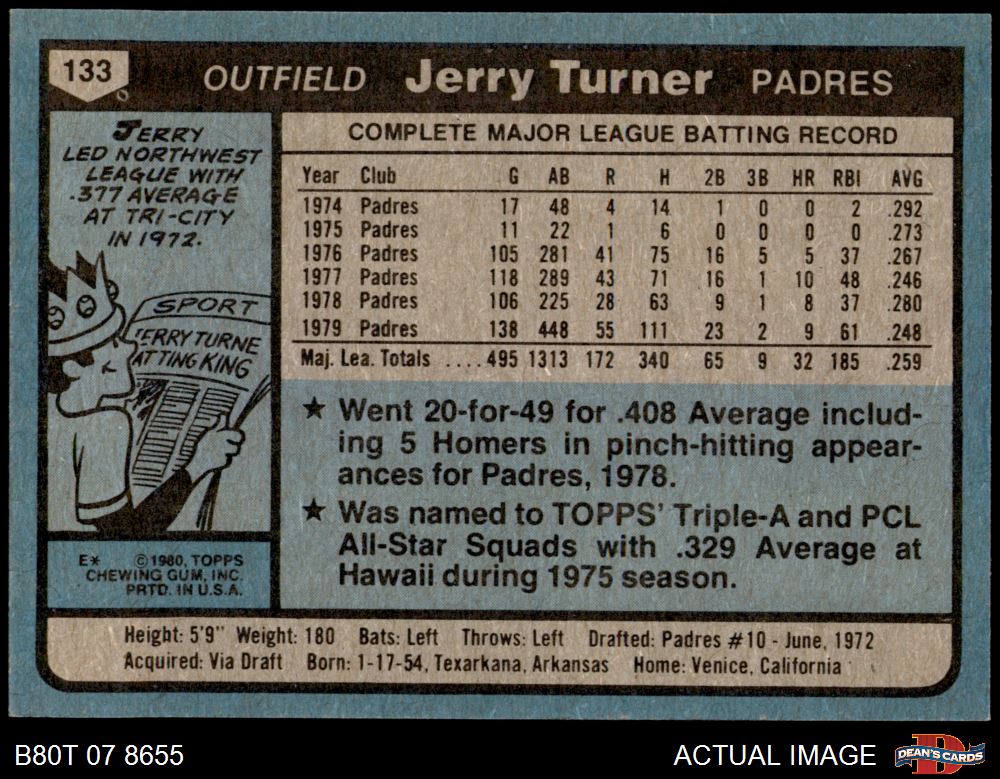 133 OUTFIELD Jerry Turner PADRES
JERRY
LED NORTHWEST
LEAGUE WITH
.377 AVERAGE
AT TRI-CITY
IN 1972.
SPORT
JERRY TURNE
ATTING KING
E* ©1980, TOPPS
CHEWING GUM, INC.
PRTD. IN U.S.A.
COMPLETE MAJOR LEAGUE BATTING RECORD
Year Club G AB R H 2B 3B HR RBI AVG
1974 Padres 17 48 4 14 1 0 0 2 .292
1975 Padres 11 22 1 6 0 0 0 0 .273
1976 Padres 105 281 41 75 16 5 5 37 .267
1977 Padres 118 289 43 71 16 1 10 48 .246
1978 Padres 106 225 28 63 9 1 8 37 .280
1979 Padres 138 448 55 111 23 2 9 61 .248
Maj. Lea. Totals ....495 1313 172 340 65 9 32 185 .259
★ Went 20-for-49 for .408 Average includ-
ing 5 Homers in pinch-hitting appear-
ances for Padres, 1978.
★ Was named to TOPPS' Triple-A and PCL
All-Star Squads with .329 Average at
Hawaii during 1975 season.
Height: 5'9" Weight: 180 Bats: Left Throws: Left Drafted: Padres #10 - June, 1972
Acquired: Via Draft Born: 1-17-54, Texarkana, Arkansas Home: Venice, California
B80T 07 8655 ACTUAL IMAGE D DEAN'S CARDS